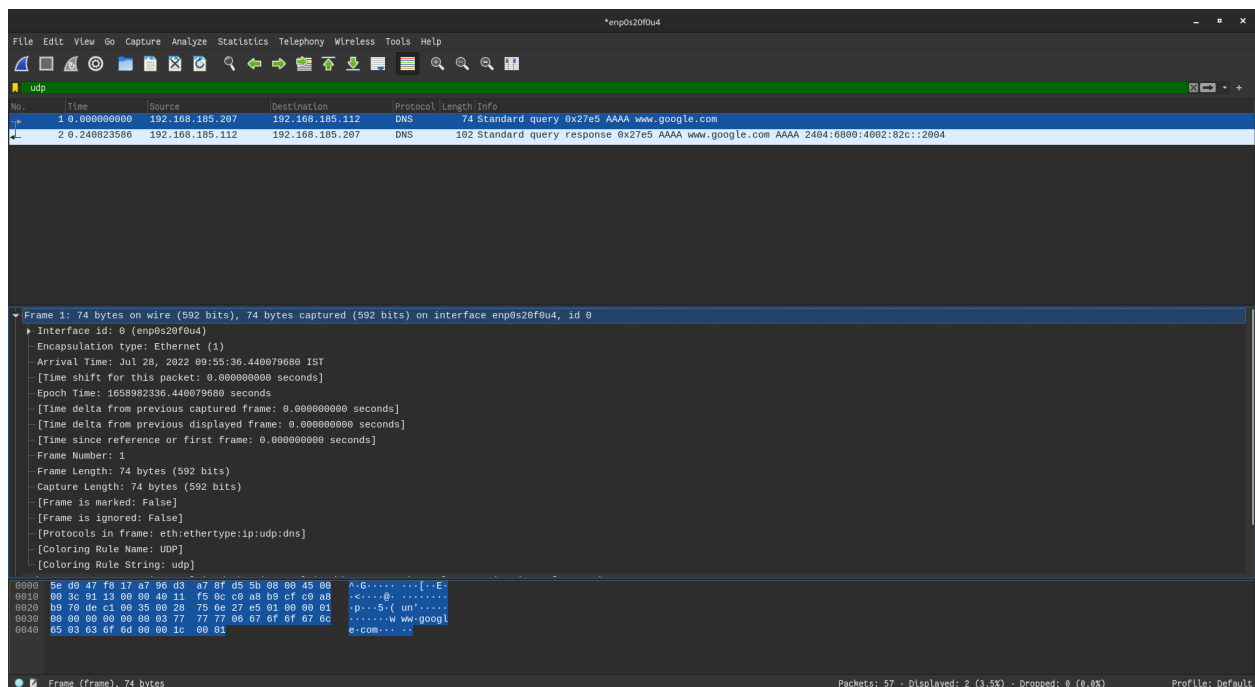 *enp0s20f0u4
File Edit View Go Capture Analyze Statistics Telephony Wireless Tools Help
udp
No. Time Source Destination Protocol Length Info
1 0.000000000 192.168.185.207 192.168.185.112 DNS 74 Standard query 0x27e5 AAAA www.google.com
2 0.240823586 192.168.185.112 192.168.185.207 DNS 102 Standard query response 0x27e5 AAAA www.google.com AAAA 2404:6800:4002:82c::2004
Frame 1: 74 bytes on wire (592 bits), 74 bytes captured (592 bits) on interface enp0s20f0u4, id 0
Interface id: 0 (enp0s20f0u4)
Encapsulation type: Ethernet (1)
Arrival Time: Jul 28, 2022 09:55:36.440079680 IST
[Time shift for this packet: 0.000000000 seconds]
Epoch Time: 1658982336.440079680 seconds
[Time delta from previous captured frame: 0.000000000 seconds]
[Time delta from previous displayed frame: 0.000000000 seconds]
[Time since reference or first frame: 0.000000000 seconds]
Frame Number: 1
Frame Length: 74 bytes (592 bits)
Capture Length: 74 bytes (592 bits)
[Frame is marked: False]
[Frame is ignored: False]
[Protocols in frame: eth:ethertype:ip:udp:dns]
[Coloring Rule Name: UDP]
[Coloring Rule String: udp]
0000 5e d0 47 f8 17 a7 96 d3 a7 8f d5 5b 08 00 45 00 ^·G····· ···[··E·
0010 00 3c 91 13 00 00 40 11 f5 0c c0 a8 b9 cf c0 a8 ·<····@· ········
0020 b9 70 de c1 00 35 00 28 75 6e 27 e5 01 00 00 01 ·p···5·( un'·····
0030 00 00 00 00 00 00 03 77 77 77 06 67 6f 6f 67 6c ·······w ww·googl
0040 65 03 63 6f 6d 00 00 1c 00 01 e·com··· ··
Frame (frame), 74 bytes Packets: 57 · Displayed: 2 (3.5%) · Dropped: 0 (0.0%) Profile: Default